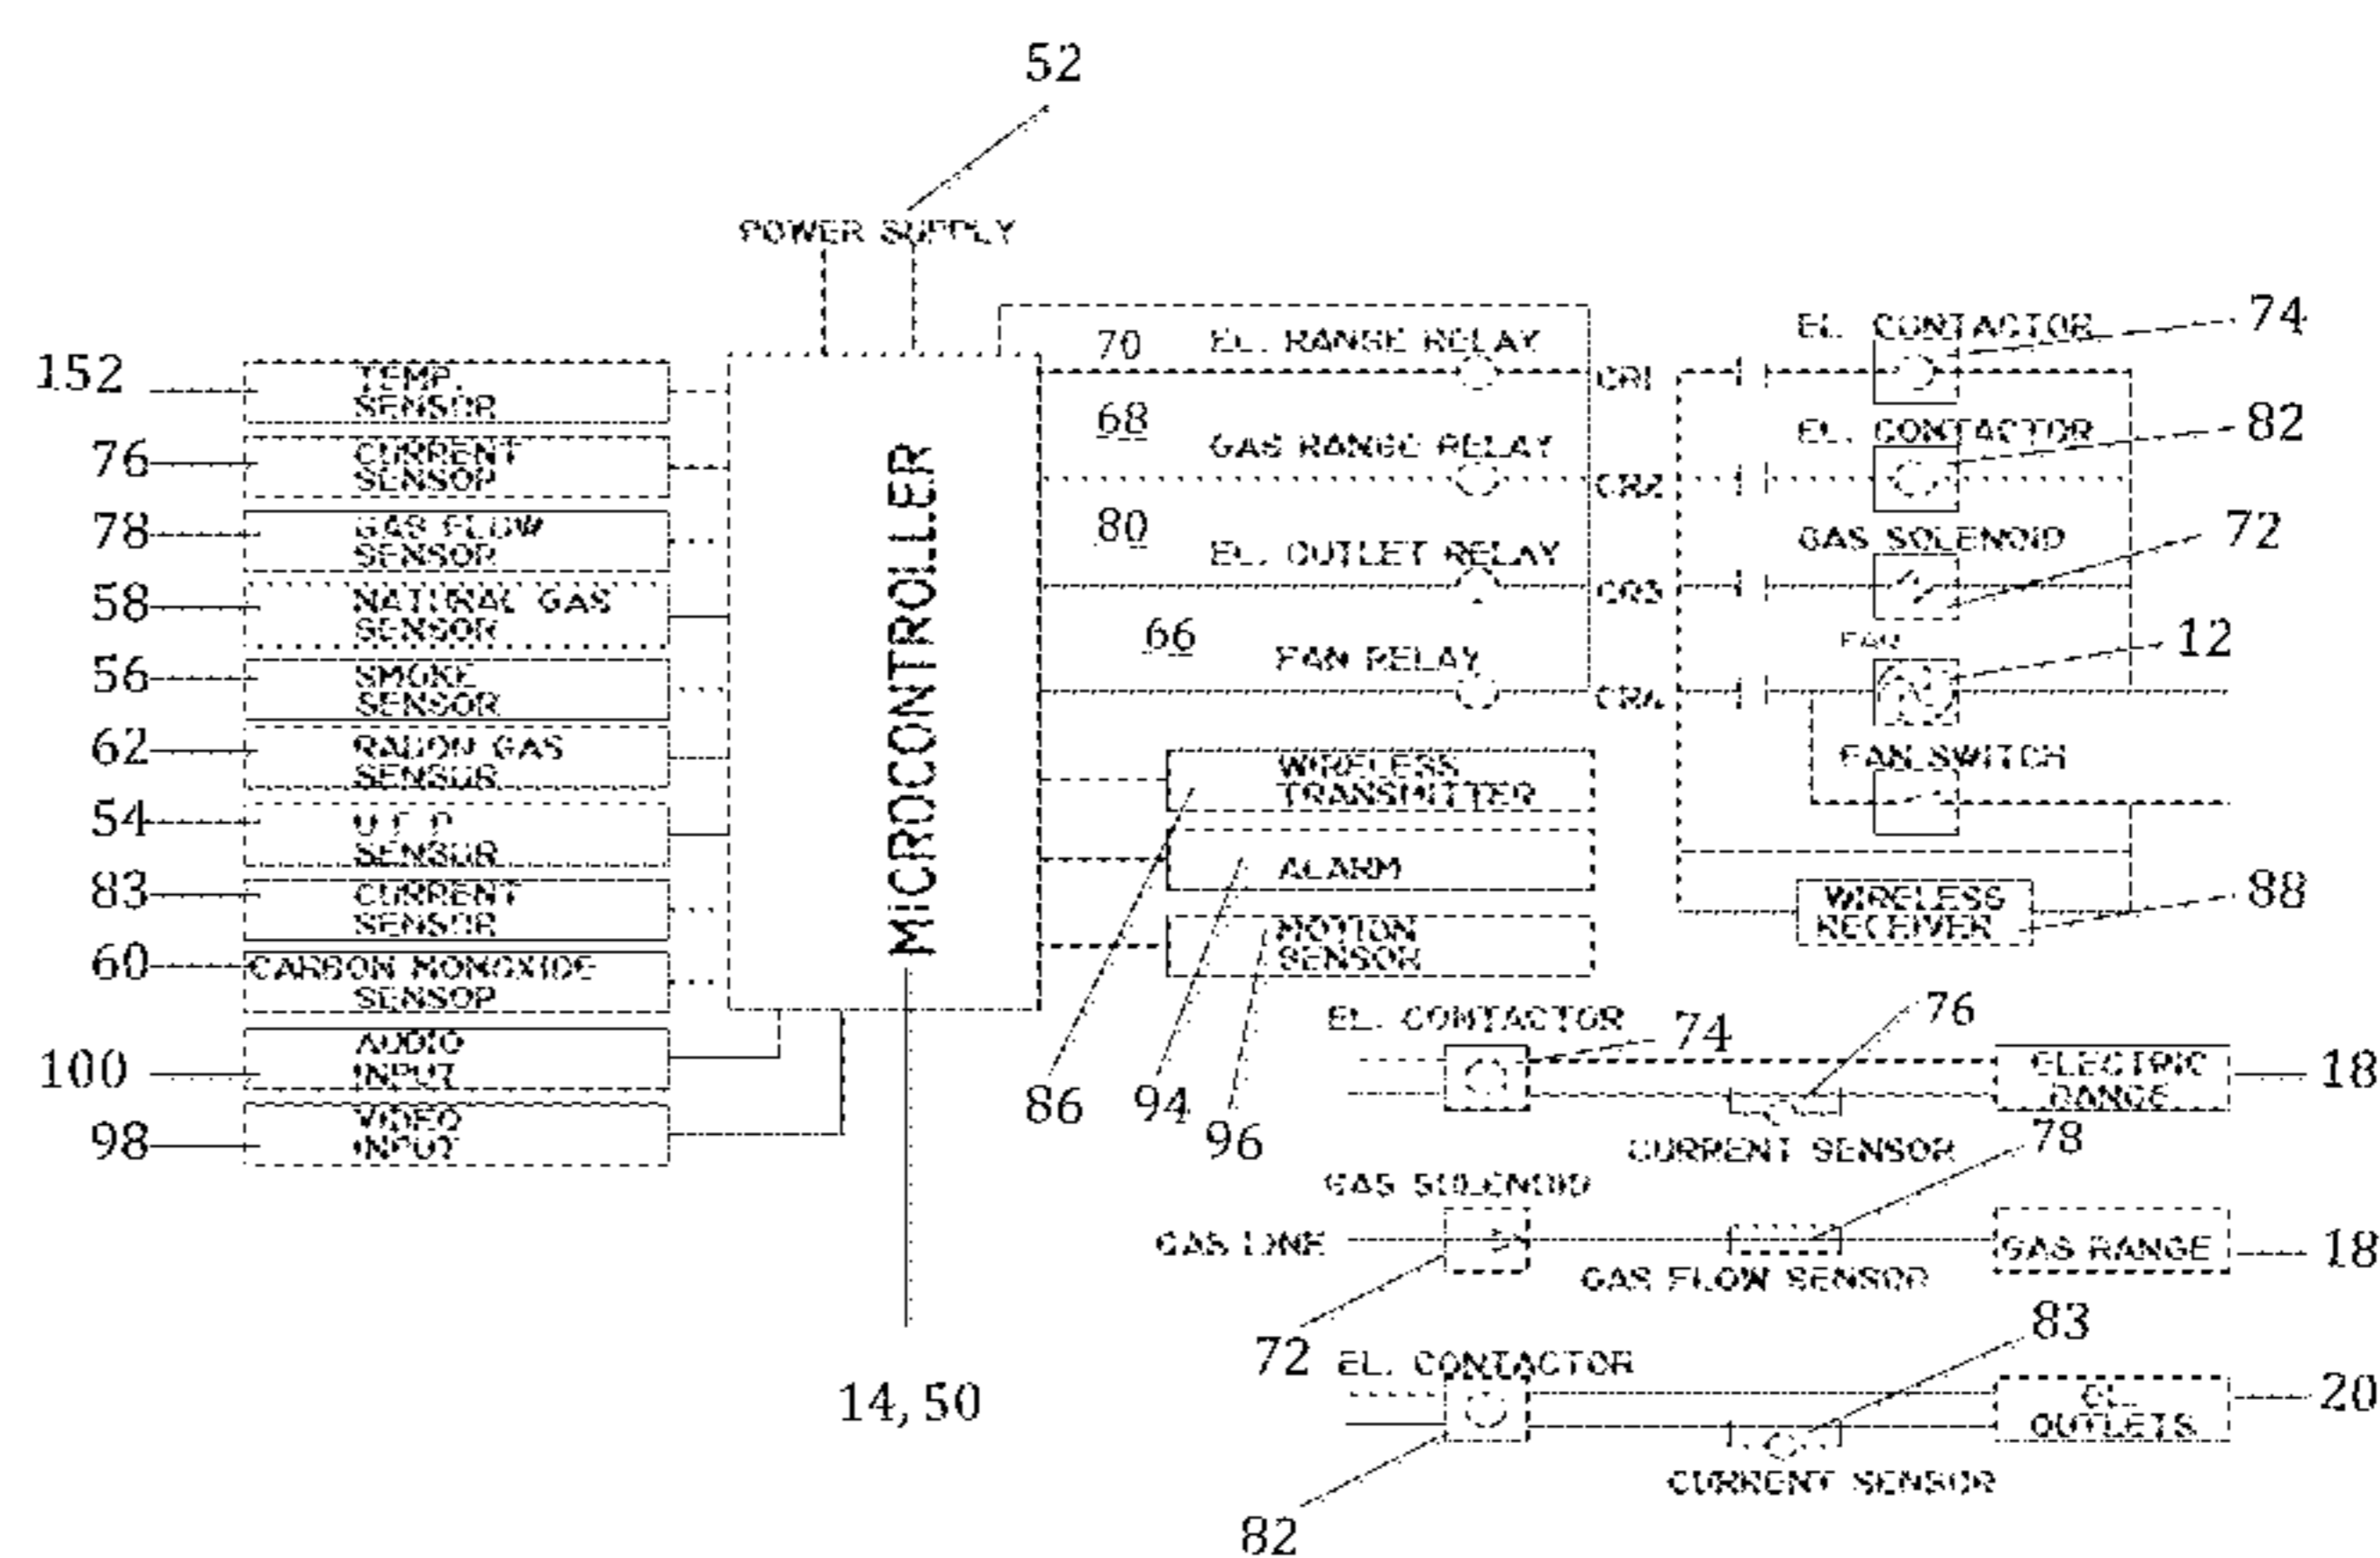 52
POWER SUPPLY
152
TEMP.
SENSOR
76
CURRENT
SENSOR
78
GAS FLOW
SENSOR
58
NATURAL GAS
SENSOR
56
SMOKE
SENSOR
62
RADON GAS
SENSOR
54
SENSOR
83
CURRENT
SENSOR
60
CARBON MONOXIDE
SENSOR
100
AUDIO
INPUT
98
VIDEO
INPUT
MICROCONTROLLER
14, 50
70
EL. RANGE RELAY
CR1
68
GAS RANGE RELAY
CR2
80
EL. OUTLET RELAY
CR3
66
FAN RELAY
CR4
WIRELESS
TRANSMITTER
86
ALARM
94
MOTION
SENSOR
96
EL. CONTACTOR
74
EL. CONTACTOR
82
GAS SOLENOID
72
FAN
12
FAN SWITCH
WIRELESS
RECEIVER
88
EL. CONTACTOR
74
76
CURRENT SENSOR
ELECTRIC
RANGE
18
GAS SOLENOID
GAS LINE
72
78
GAS FLOW SENSOR
GAS RANGE
18
EL. CONTACTOR
82
83
CURRENT SENSOR
EL.
OUTLETS
20